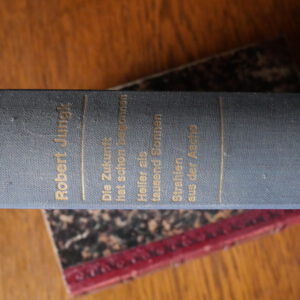 Robert Jungk
Die Zukunft
hat schon begonnen
Heller als
tausend Sonnen
Strahlen
aus der Asche